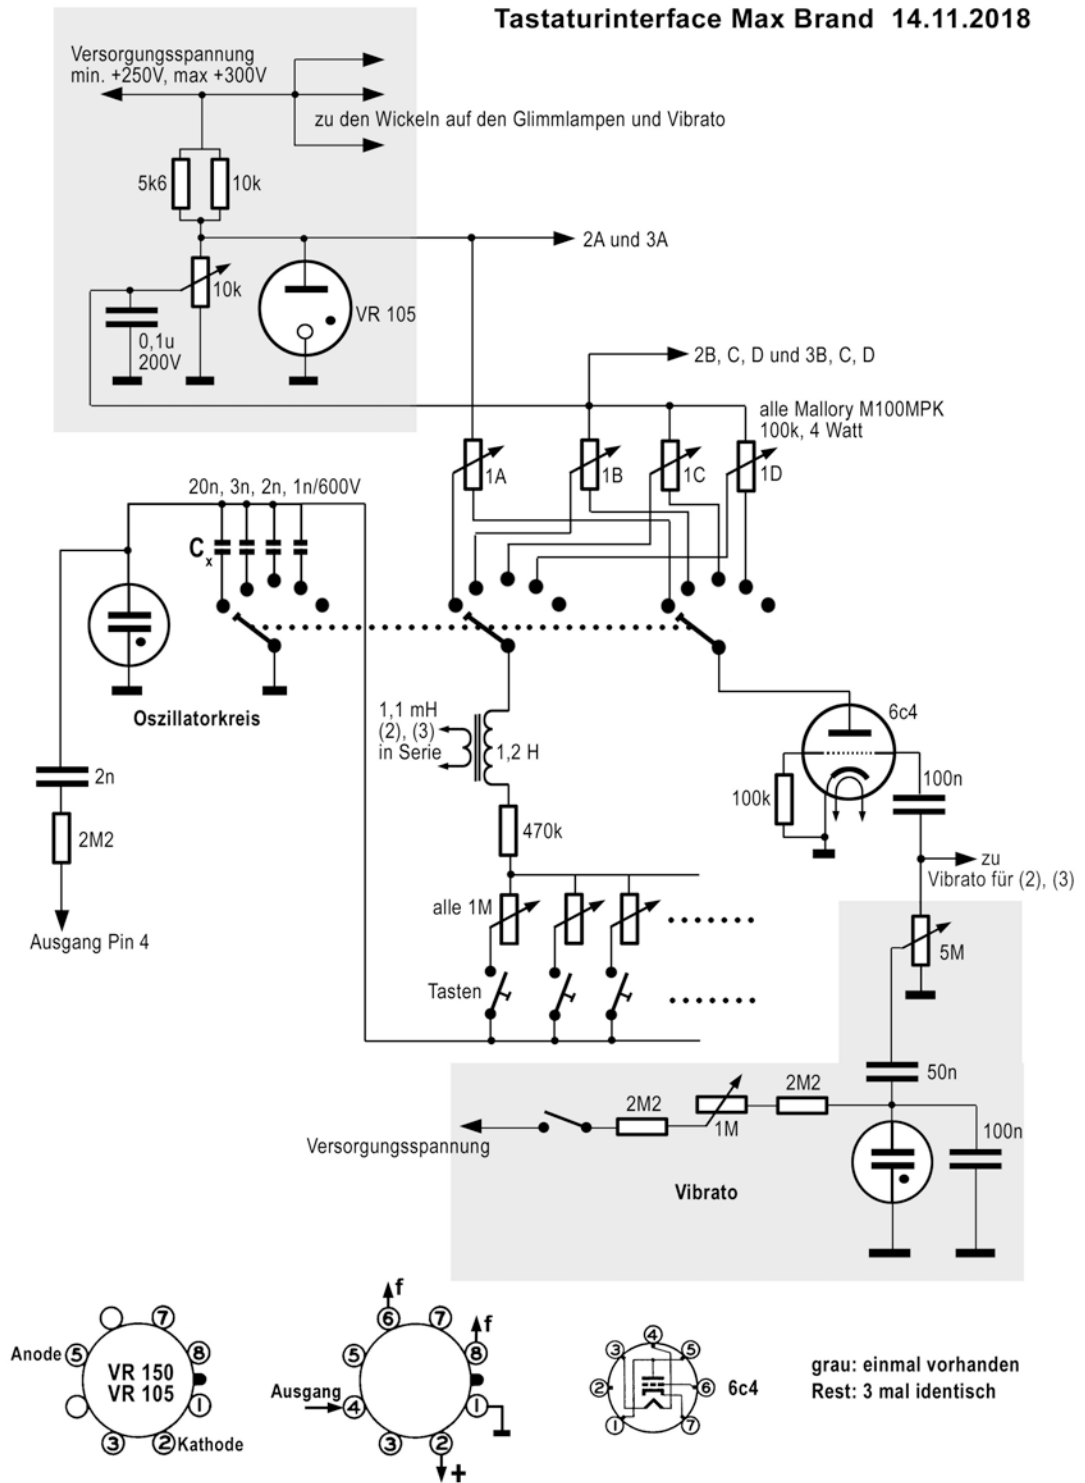 Tastaturinterface Max Brand 14.11.2018
Versorgungsspannung
min. +250V, max +300V
zu den Wickeln auf den Glimmlampen und Vibrato
5k6
10k
2A und 3A
10k
VR 105
0,1u
200V
2B, C, D und 3B, C, D
alle Mallory M100MPK
100k, 4 Watt
1A
1B
1C
1D
20n, 3n, 2n, 1n/600V
Cx
Oszillatorkreis
1,1 mH
(2), (3)
in Serie
1,2 H
6c4
2n
100k
100n
2M2
470k
zu
Vibrato für (2), (3)
alle 1M
Ausgang Pin 4
5M
Tasten
50n
2M2
2M2
1M
100n
Versorgungsspannung
Vibrato
f
6
7
7
f
4
Anode
5
8
5
8
3
5
VR 150
VR 105
Ausgang
2
6
6c4
grau: einmal vorhanden
Rest: 3 mal identisch
1
4
1
1
7
3
2
Kathode
3
2
+